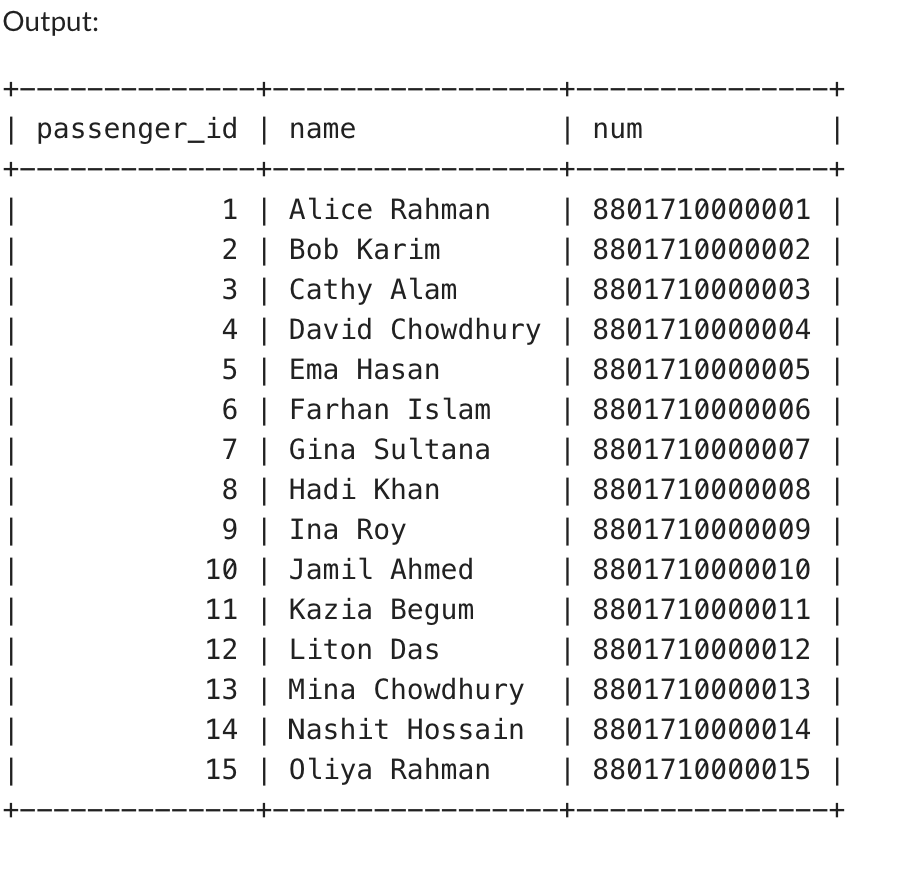 Output:
+--------------+-----------------+---------------+
| passenger_id | name            | num           |
+--------------+-----------------+---------------+
|            1 | Alice Rahman    | 8801710000001 |
|            2 | Bob Karim       | 8801710000002 |
|            3 | Cathy Alam      | 8801710000003 |
|            4 | David Chowdhury | 8801710000004 |
|            5 | Ema Hasan       | 8801710000005 |
|            6 | Farhan Islam    | 8801710000006 |
|            7 | Gina Sultana    | 8801710000007 |
|            8 | Hadi Khan       | 8801710000008 |
|            9 | Ina Roy         | 8801710000009 |
|           10 | Jamil Ahmed     | 8801710000010 |
|           11 | Kazia Begum     | 8801710000011 |
|           12 | Liton Das       | 8801710000012 |
|           13 | Mina Chowdhury  | 8801710000013 |
|           14 | Nashit Hossain  | 8801710000014 |
|           15 | Oliya Rahman    | 8801710000015 |
+--------------+-----------------+---------------+